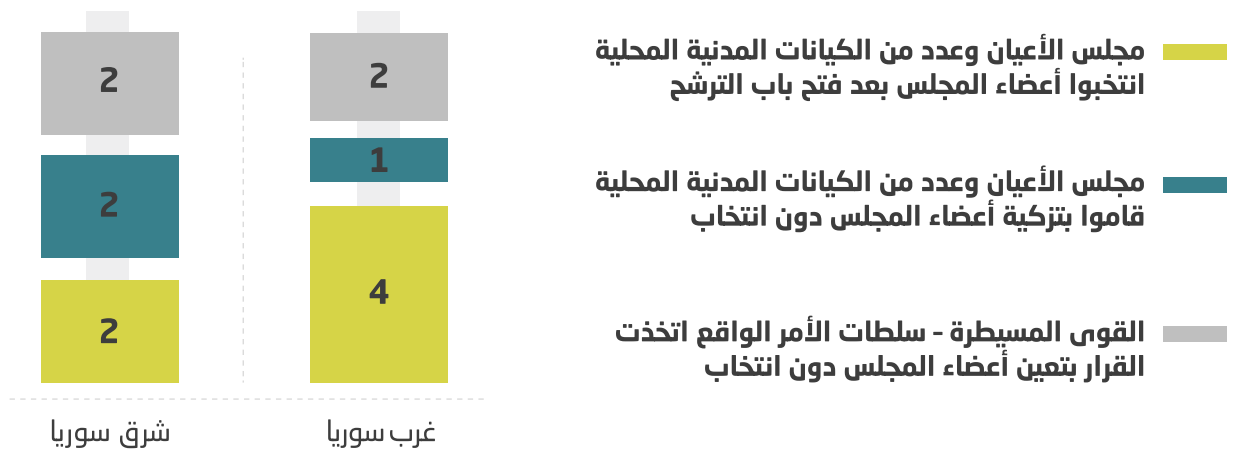 مجلس الأعيان وعدد من الكيانات المدنية المحلية
انتخبوا أعضاء المجلس بعد فتح باب الترشح
مجلس الأعيان وعدد من الكيانات المدنية المحلية
قاموا بتزكية أعضاء المجلس دون انتخاب
القوى المسيطرة - سلطات الأمر الواقع اتخذت
القرار بتعين أعضاء المجلس دون انتخاب
2
1
4
غرب سوريا
2
2
2
شرق سوريا